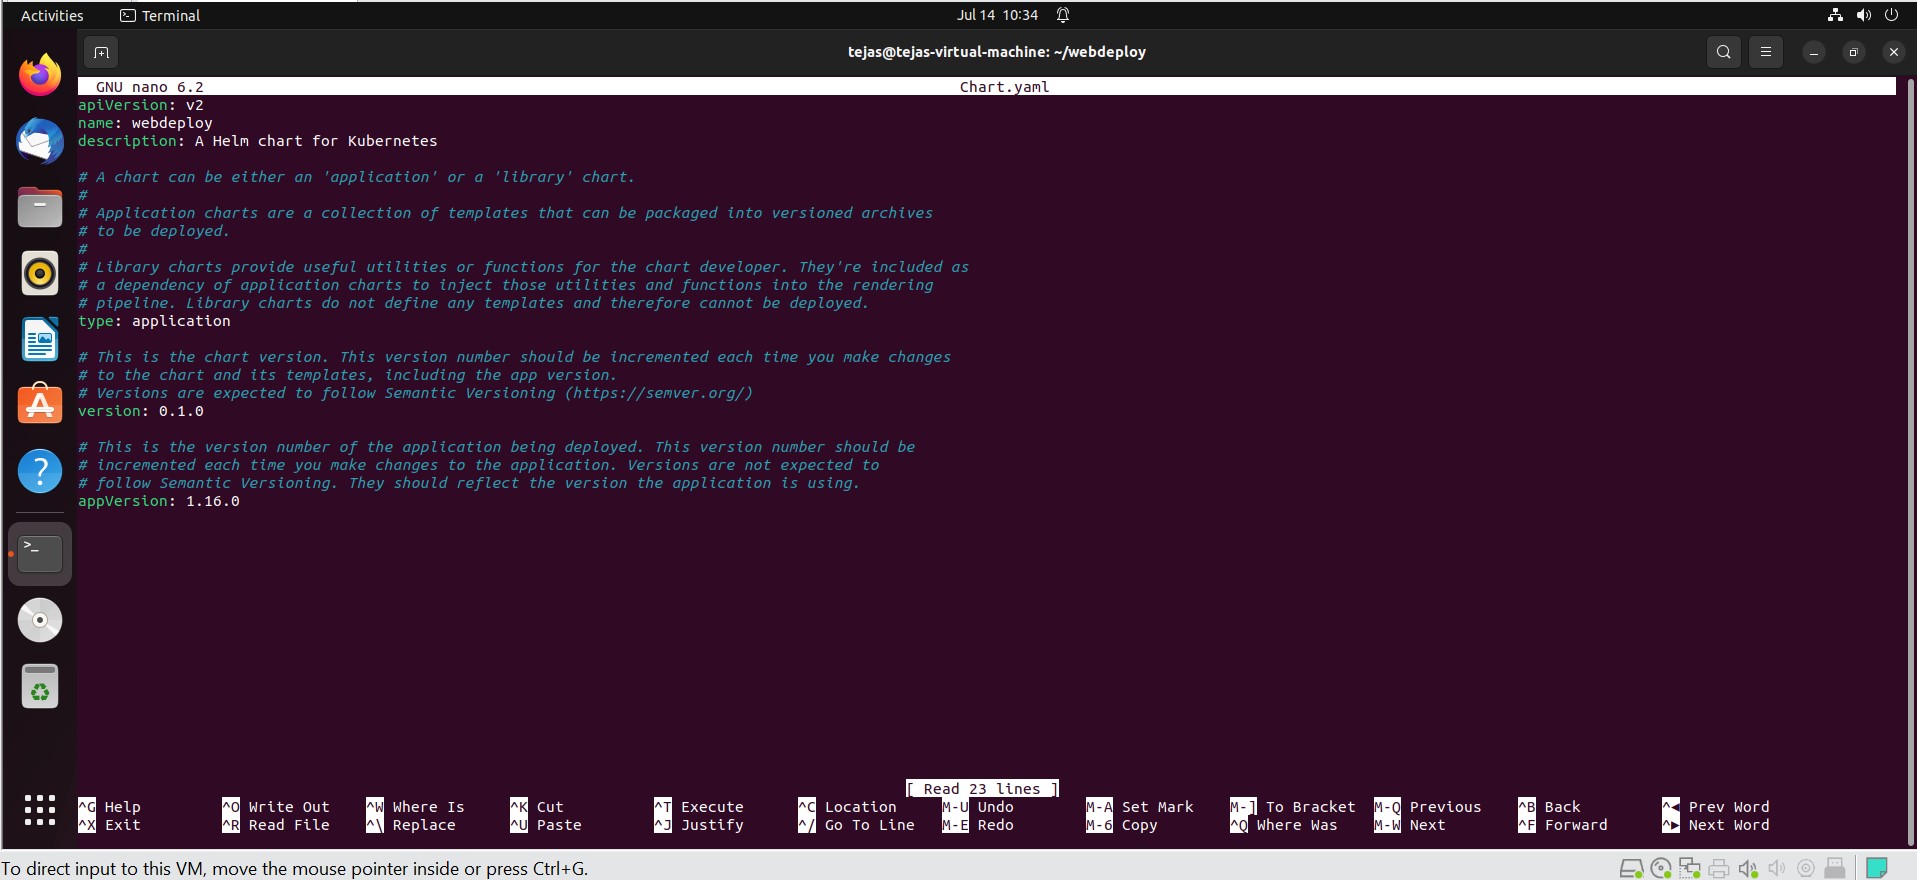 Activities Terminal Jul 14 10:34
tejas@tejas-virtual-machine: ~/webdeploy
GNU nano 6.2 Chart.yaml
apiVersion: v2
name: webdeploy
description: A Helm chart for Kubernetes
# A chart can be either an 'application' or a 'library' chart.
#
# Application charts are a collection of templates that can be packaged into versioned archives
# to be deployed.
#
# Library charts provide useful utilities or functions for the chart developer. They're included as
# a dependency of application charts to inject those utilities and functions into the rendering
# pipeline. Library charts do not define any templates and therefore cannot be deployed.
type: application
# This is the chart version. This version number should be incremented each time you make changes
# to the chart and its templates, including the app version.
# Versions are expected to follow Semantic Versioning (https://semver.org/)
version: 0.1.0
# This is the version number of the application being deployed. This version number should be
# incremented each time you make changes to the application. Versions are not expected to
# follow Semantic Versioning. They should reflect the version the application is using.
appVersion: 1.16.0
[ Read 23 lines ]
^G Help ^O Write Out ^W Where Is ^K Cut ^T Execute ^C Location M-U Undo M-A Set Mark M-] To Bracket M-Q Previous ^B Back ^◀ Prev Word
^X Exit ^R Read File ^\ Replace ^U Paste ^J Justify ^/ Go To Line M-E Redo M-6 Copy ^Q Where Was M-W Next ^F Forward ^▶ Next Word
To direct input to this VM, move the mouse pointer inside or press Ctrl+G.